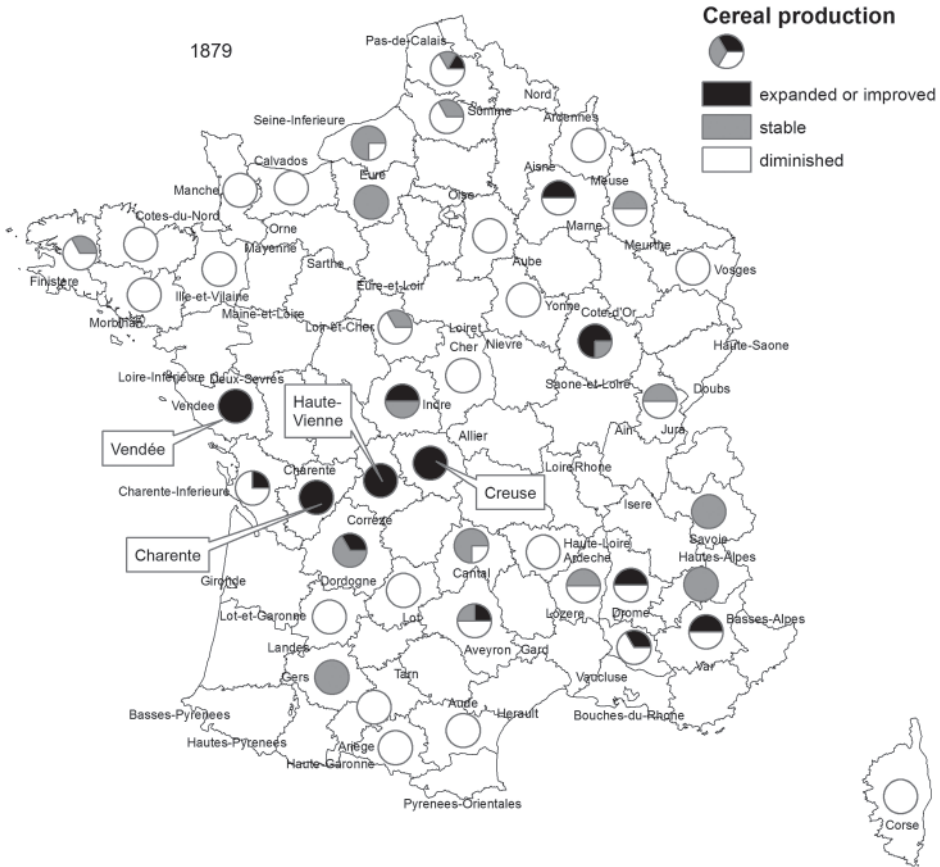 Cereal production
1879
expanded or improved
stable
diminished
Pas-de-Calais
Nord
Somme
Ardennes
Seine-Inferieure
Calvados
Eure
Aisne
Meuse
Manche
Oise
Cotes-du-Nord
Orne
Marne
Mayenne
Meurthe
Sarthe
Aube
Vosges
Finistere
Eure-et-Loir
Ille-et-Vilaine
Yonne
Maine-et-Loire
Cote-d'Or
Morbihan
Loir-et-Cher
Loiret
Cher
Nievre
Haute-Saone
Loire-Inferieure
Deux-Sevres
Saone-et-Loire
Doubs
Haute-
Vienne
Vendee
Indre
Ain
Jura
Allier
Vendée
Charente
Loire
Rhone
Charente-Inferieure
Creuse
Isere
Correze
Savoie
Charente
Haute-Loire
Hautes-Alpes
Ardeche
Gironde
Dordogne
Cantal
Lot-et-Garonne
Lot
Lozere
Drome
Basses-Alpes
Landes
Aveyron
Gard
Var
Gers
Tarn
Vaucluse
Basses-Pyrenees
Aude
Herault
Bouches-du-Rhone
Hautes-Pyrenees
Ariege
Haute-Garonne
Pyrenees-Orientales
Corse